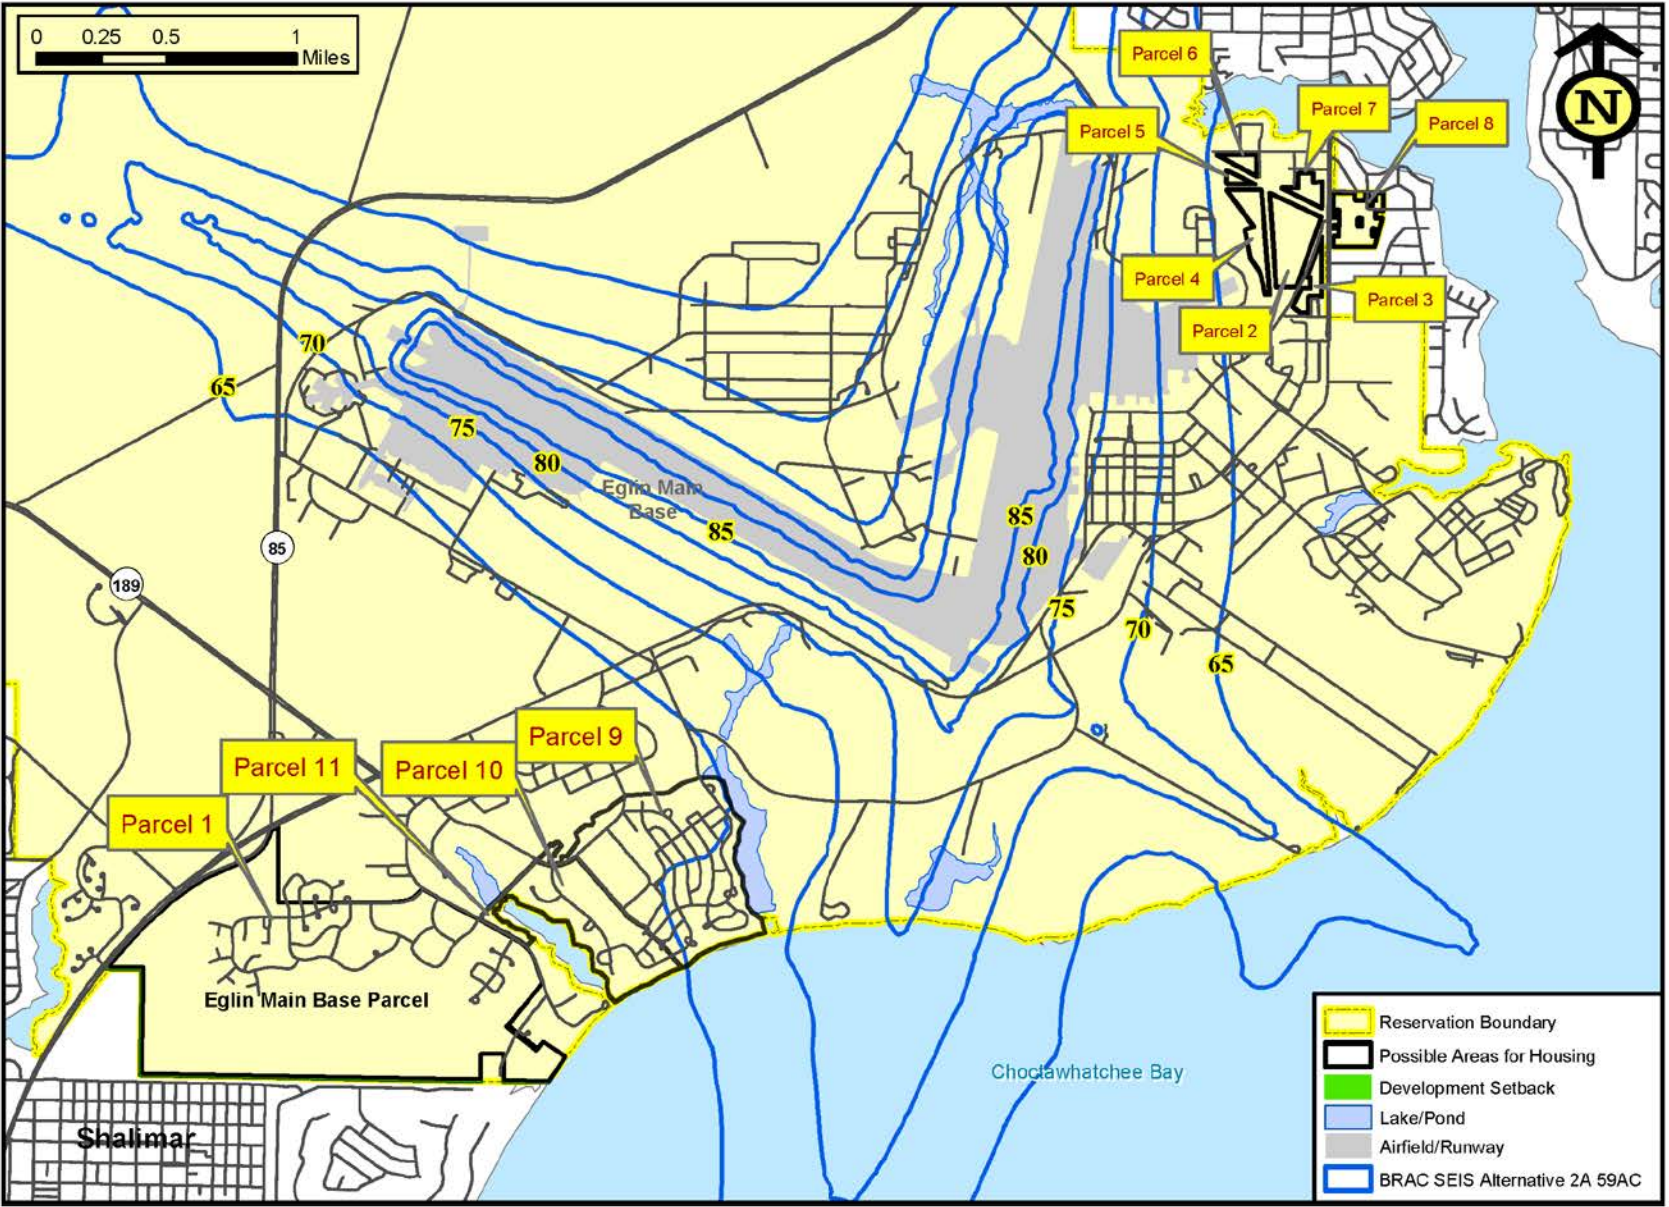 0 0.25 0.5 1
Miles
N
Parcel 6
Parcel 7
Parcel 5
Parcel 8
Parcel 4
Parcel 3
Parcel 2
70
65
75
80
Eglin Main
Base
85
85
80
85
189
75
70
65
Parcel 9
Parcel 11
Parcel 10
Parcel 1
Eglin Main Base Parcel
Choctawhatchee Bay
Shalimar
Reservation Boundary
Possible Areas for Housing
Development Setback
Lake/Pond
Airfield/Runway
BRAC SEIS Alternative 2A 59AC